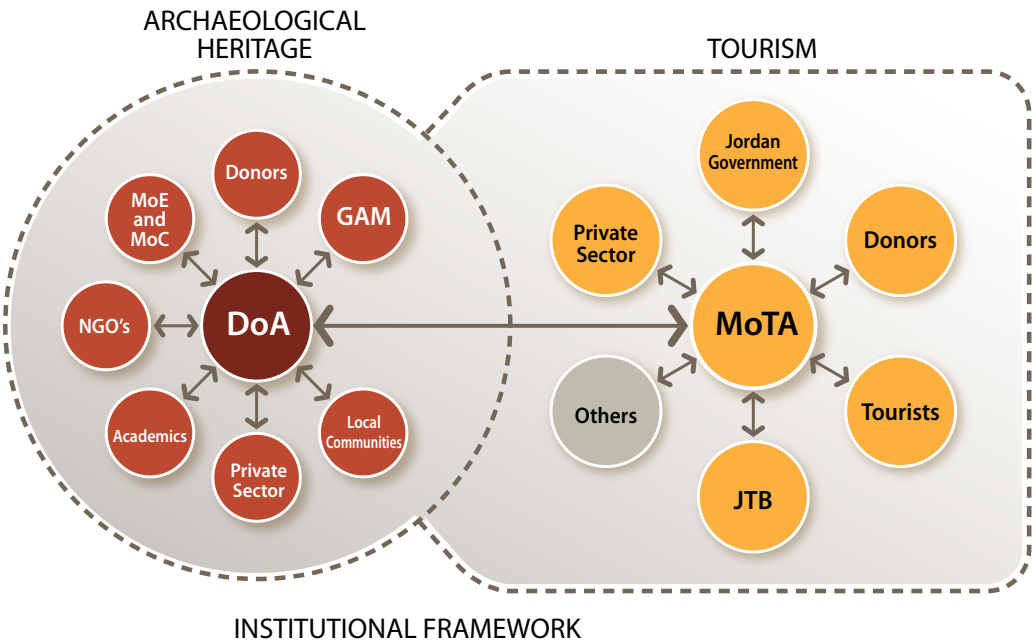 ARCHAEOLOGICAL
HERITAGE
TOURISM
Donors
MoE
and
MoC
GAM
NGO's
DoA
Academics
Local
Communities
Private
Sector
Jordan
Government
Private
Sector
Donors
MoTA
Others
Tourists
JTB
INSTITUTIONAL FRAMEWORK